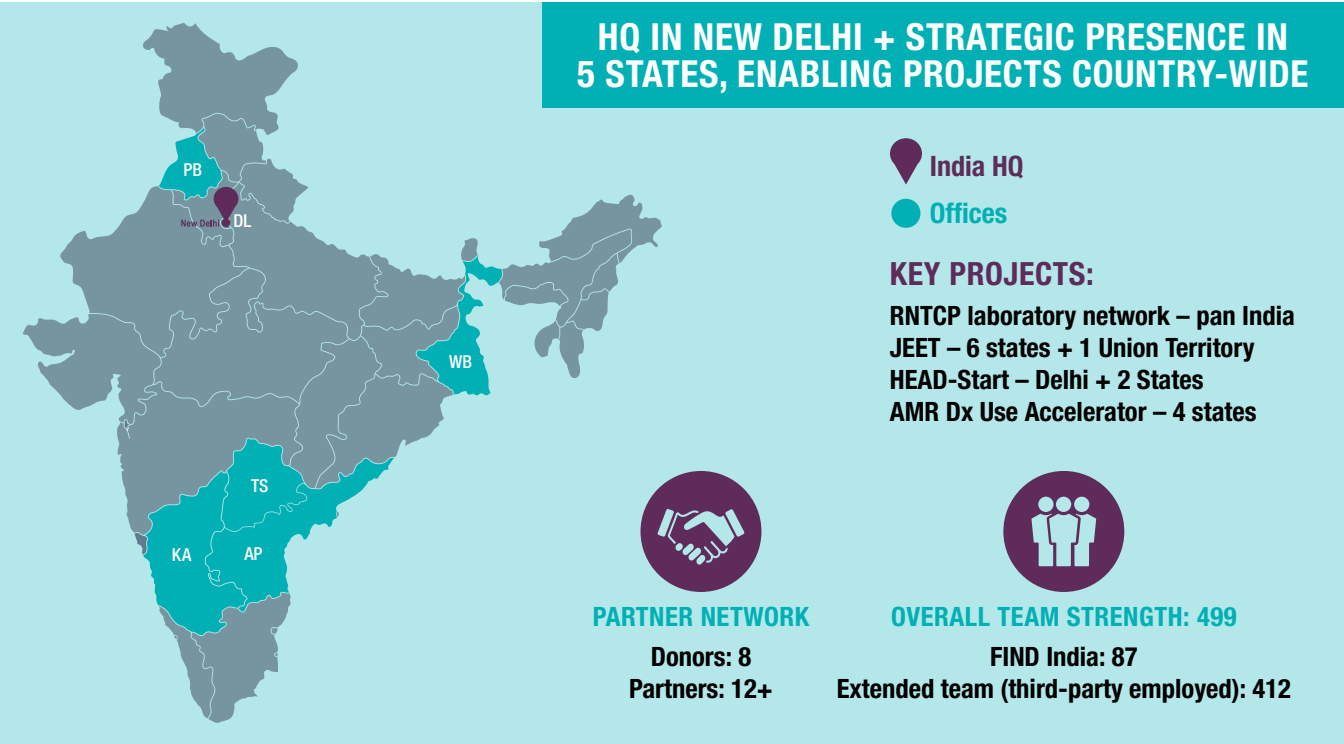 HQ IN NEW DELHI + STRATEGIC PRESENCE IN
5 STATES, ENABLING PROJECTS COUNTRY-WIDE
PB
New Delhi
DL
WB
TS
KA
AP
India HQ
Offices
KEY PROJECTS:
RNTCP laboratory network – pan India
JEET – 6 states + 1 Union Territory
HEAD-Start – Delhi + 2 States
AMR Dx Use Accelerator – 4 states
PARTNER NETWORK
Donors: 8
Partners: 12+
OVERALL TEAM STRENGTH: 499
FIND India: 87
Extended team (third-party employed): 412